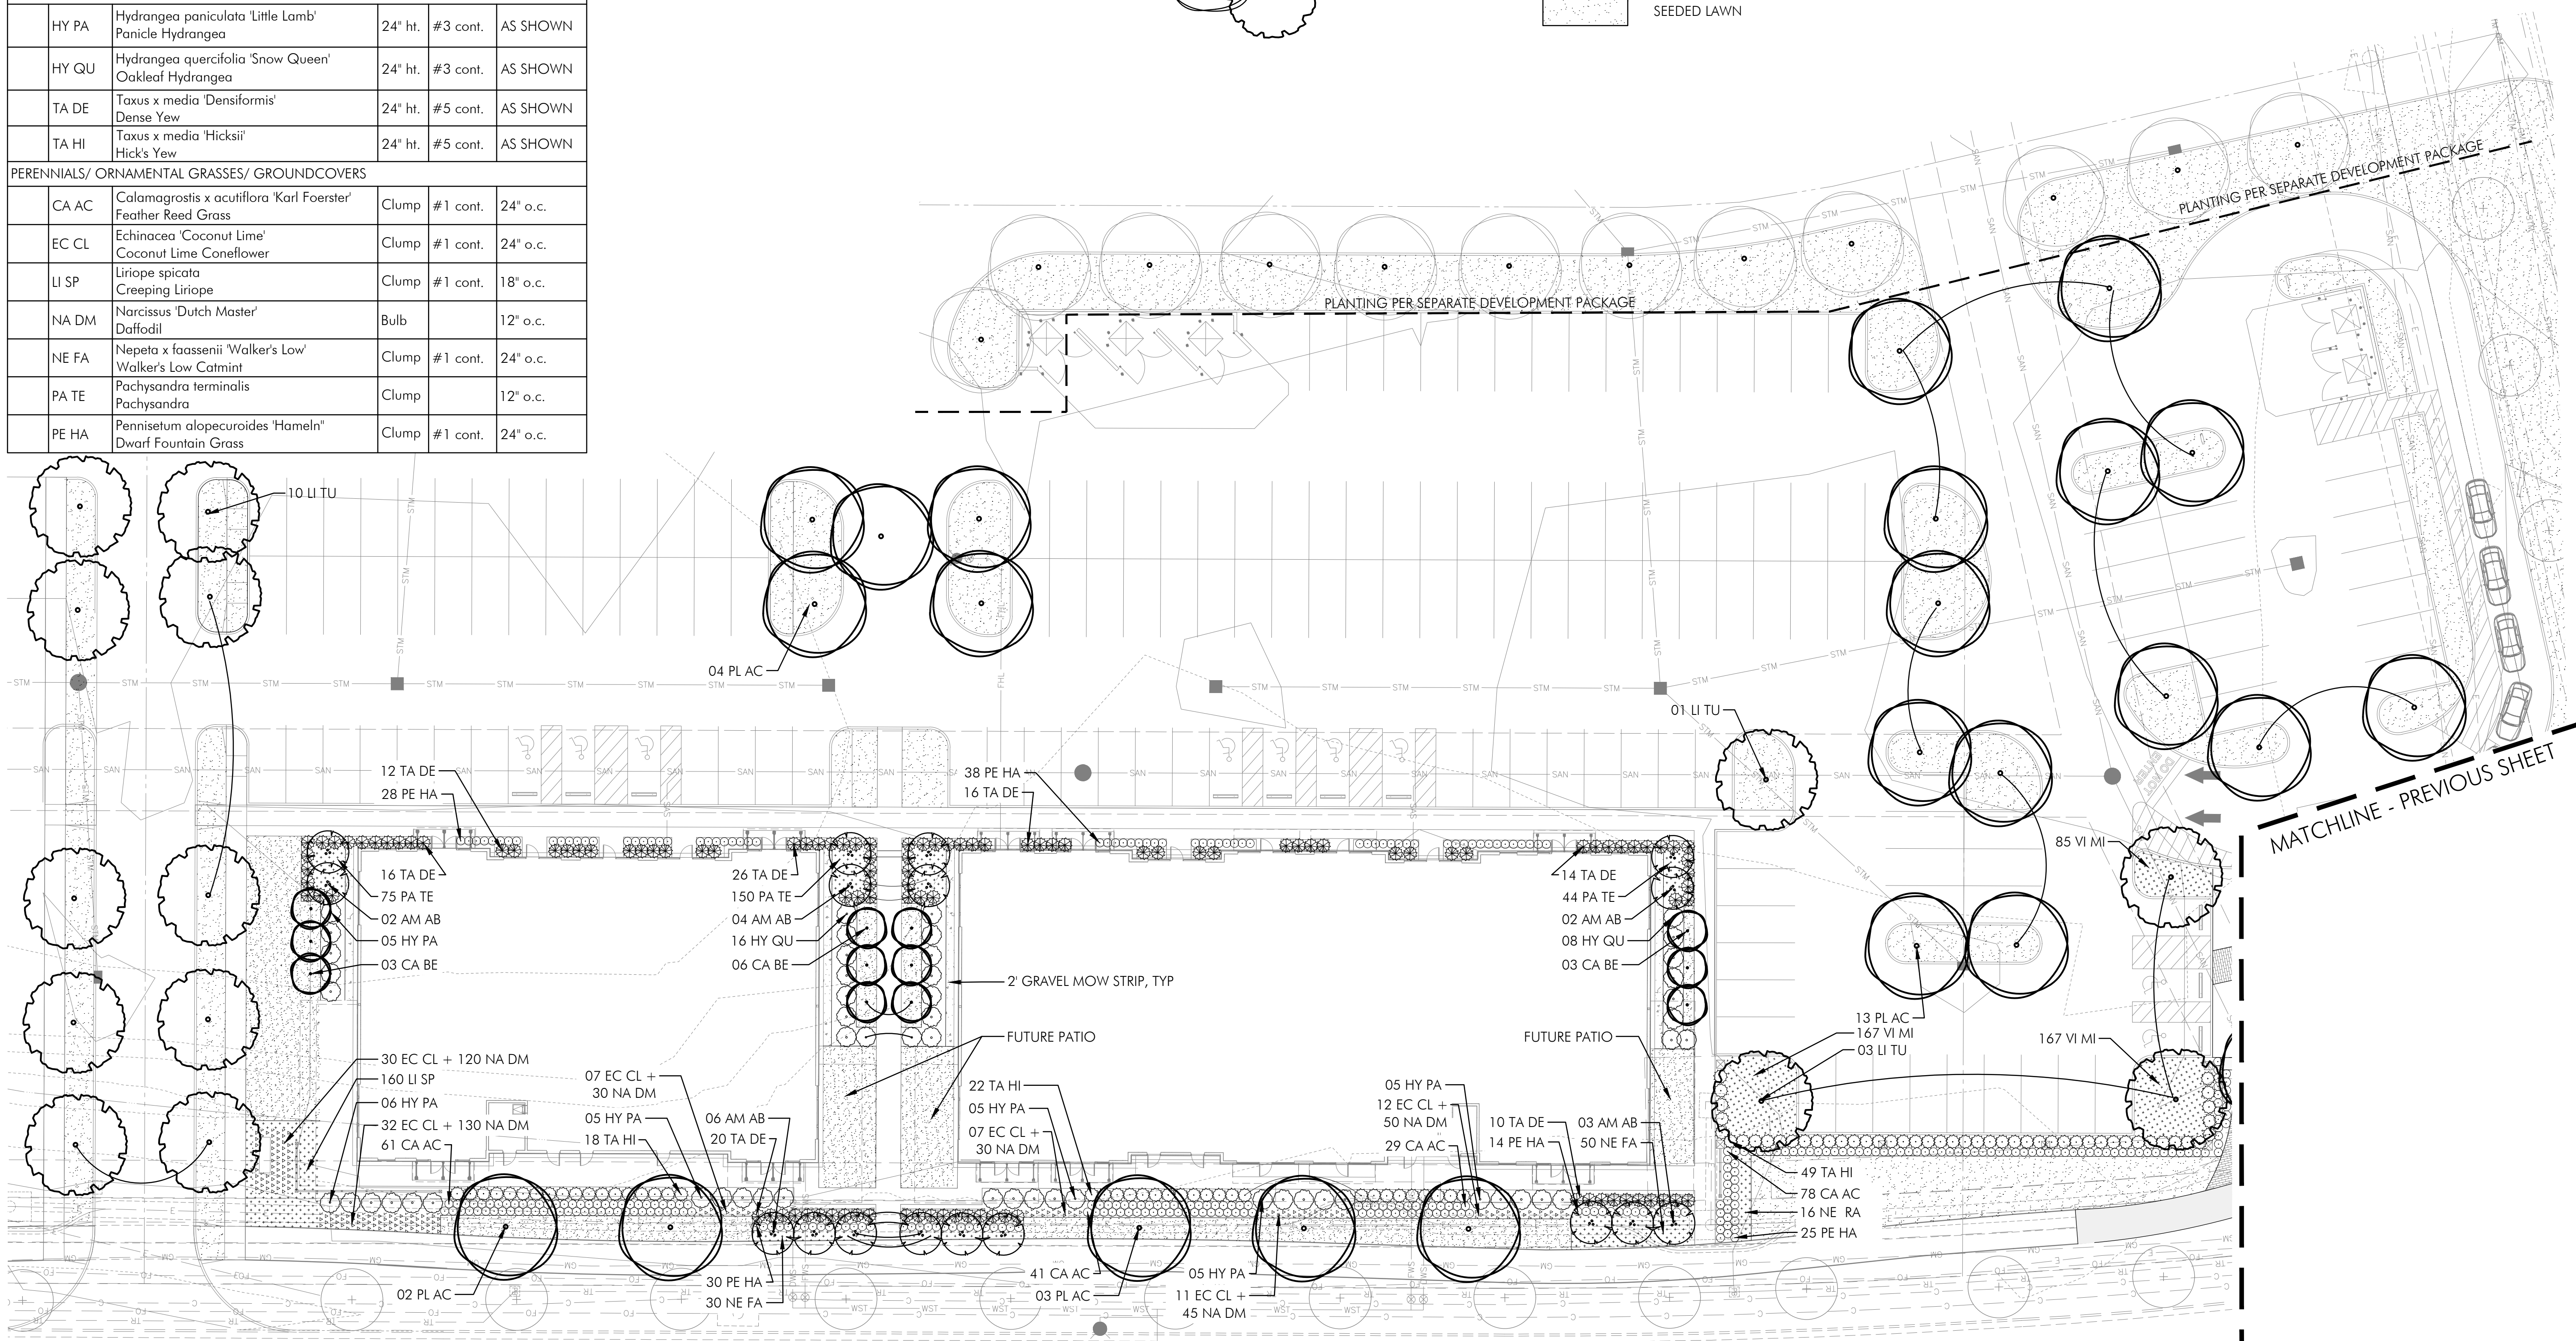 HY PA Hydrangea paniculata 'Little Lamb' 24" ht. #3 cont. AS SHOWN
Panicle Hydrangea
HY QU Hydrangea quercifolia 'Snow Queen' 24" ht. #3 cont. AS SHOWN
Oakleaf Hydrangea
TA DE Taxus x media 'Densiformis' 24" ht. #5 cont. AS SHOWN
Dense Yew
TA HI Taxus x media 'Hicksii' 24" ht. #5 cont. AS SHOWN
Hick's Yew
PERENNIALS/ ORNAMENTAL GRASSES/ GROUNDCOVERS
CA AC Calamagrostis x acutiflora 'Karl Foerster' Clump #1 cont. 24" o.c.
Feather Reed Grass
EC CL Echinacea 'Coconut Lime' Clump #1 cont. 24" o.c.
Coconut Lime Coneflower
LI SP Liriope spicata Clump #1 cont. 18" o.c.
Creeping Liriope
NA DM Narcissus 'Dutch Master' Bulb 12" o.c.
Daffodil
NE FA Nepeta x faassenii 'Walker's Low' Clump #1 cont. 24" o.c.
Walker's Low Catmint
PA TE Pachysandra terminalis Clump 12" o.c.
Pachysandra
PE HA Pennisetum alopecuroides 'Hameln" Clump #1 cont. 24" o.c.
Dwarf Fountain Grass
SEEDED LAWN
PLANTING PER SEPARATE DEVELOPMENT PACKAGE
PLANTING PER SEPARATE DEVELOPMENT PACKAGE
10 LI TU
04 PL AC
01 LI TU
DO NOT ENTER
MATCHLINE - PREVIOUS SHEET
12 TA DE
28 PE HA
38 PE HA
16 TA DE
85 VI MI
16 TA DE
75 PA TE
02 AM AB
05 HY PA
03 CA BE
26 TA DE
150 PA TE
04 AM AB
16 HY QU
06 CA BE
14 TA DE
44 PA TE
02 AM AB
08 HY QU
03 CA BE
2' GRAVEL MOW STRIP, TYP
FUTURE PATIO
FUTURE PATIO
13 PL AC
167 VI MI
03 LI TU
167 VI MI
30 EC CL + 120 NA DM
160 LI SP
06 HY PA
32 EC CL + 130 NA DM
61 CA AC
07 EC CL +
30 NA DM
05 HY PA
18 TA HI
06 AM AB
20 TA DE
22 TA HI
05 HY PA
07 EC CL +
30 NA DM
05 HY PA
12 EC CL +
50 NA DM
29 CA AC
10 TA DE
14 PE HA
03 AM AB
50 NE FA
49 TA HI
78 CA AC
16 NE RA
25 PE HA
02 PL AC
30 PE HA
30 NE FA
41 CA AC
03 PL AC
05 HY PA
11 EC CL +
45 NA DM